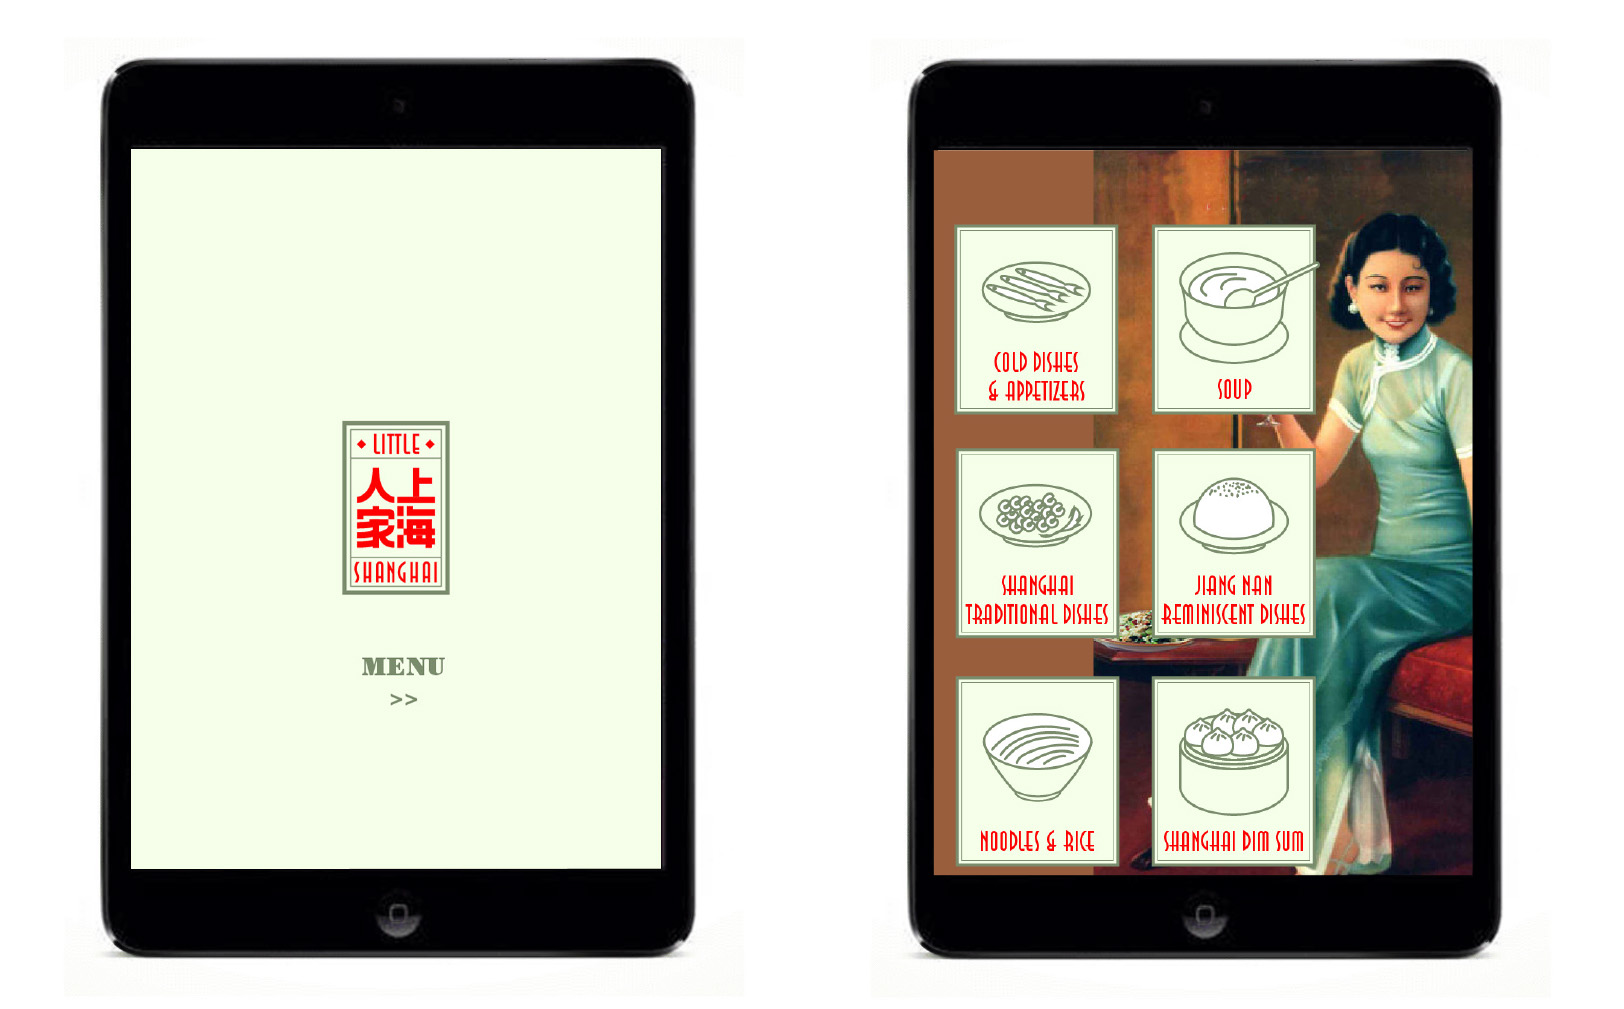 LITTLE
人上
家海
SHANGHAI
MENU
>>
COLD DISHES
& APPETIZERS
SOUP
SHANGHAI
TRADITIONAL DISHES
JIANG NAN
REMINISCENT DISHES
NOODLES & RICE
SHANGHAI DIM SUM